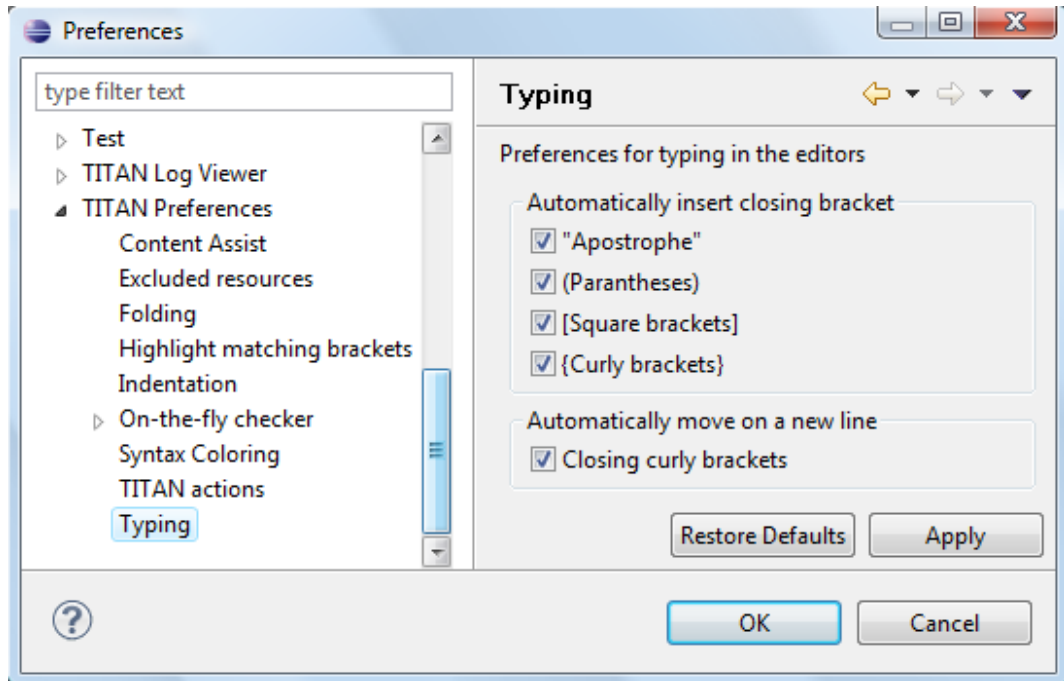 Preferences
type filter text
Test
TITAN Log Viewer
TITAN Preferences
Content Assist
Excluded resources
Folding
Highlight matching brackets
Indentation
On-the-fly checker
Syntax Coloring
TITAN actions
Typing
Typing
Preferences for typing in the editors
Automatically insert closing bracket
"Apostrophe"
(Parantheses)
[Square brackets]
{Curly brackets}
Automatically move on a new line
Closing curly brackets
Restore Defaults
Apply
OK
Cancel